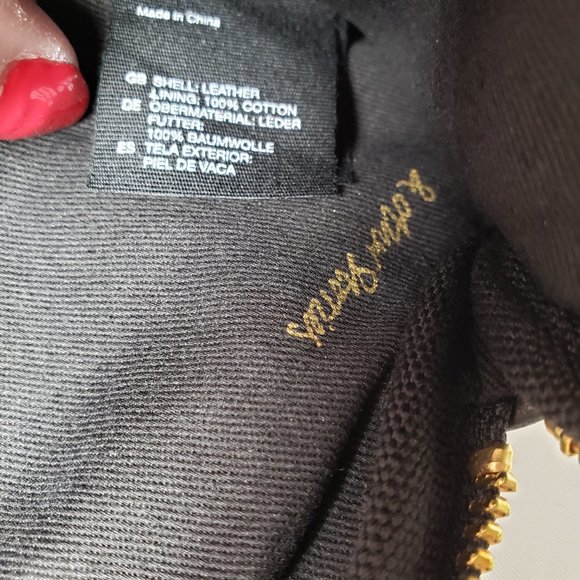 Made in China
GB SHELL: LEATHER
LINING: 100% COTTON
DE OBERMATERIAL: LEDER
FUTTER:
100% BAUMWOLLE
ES TELA EXTERIOR:
PIEL DE VACA
& other Stories